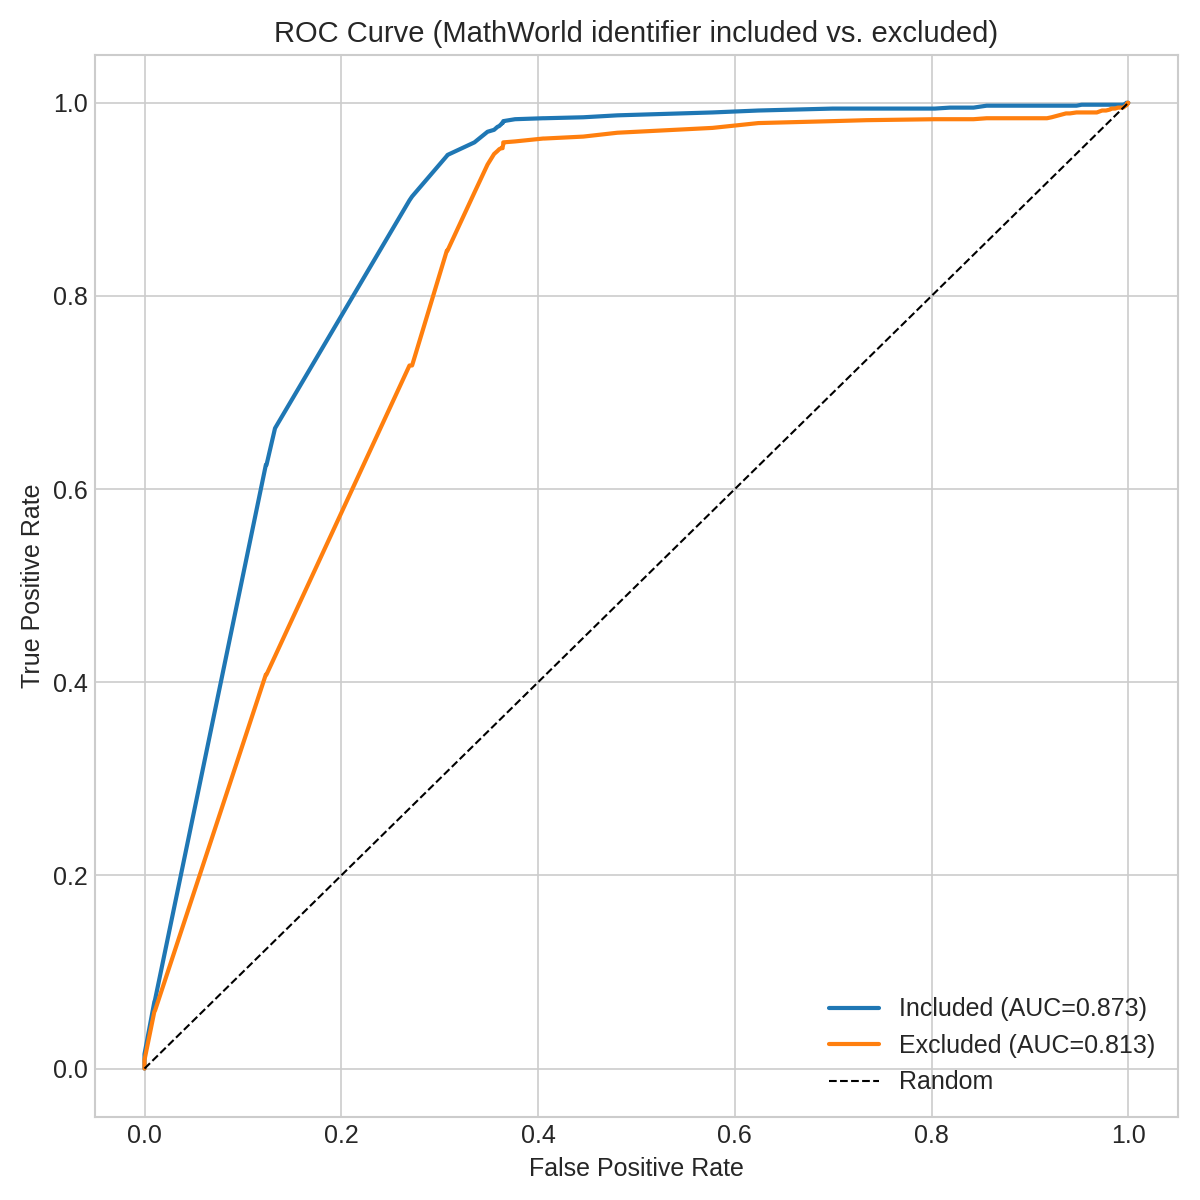 ROC Curve (MathWorld identifier included vs. excluded)
True Positive Rate
1.0
0.8
0.6
0.4
0.2
0.0
Included (AUC=0.873)
Excluded (AUC=0.813)
Random
0.0 0.2 0.4 0.6 0.8 1.0
False Positive Rate